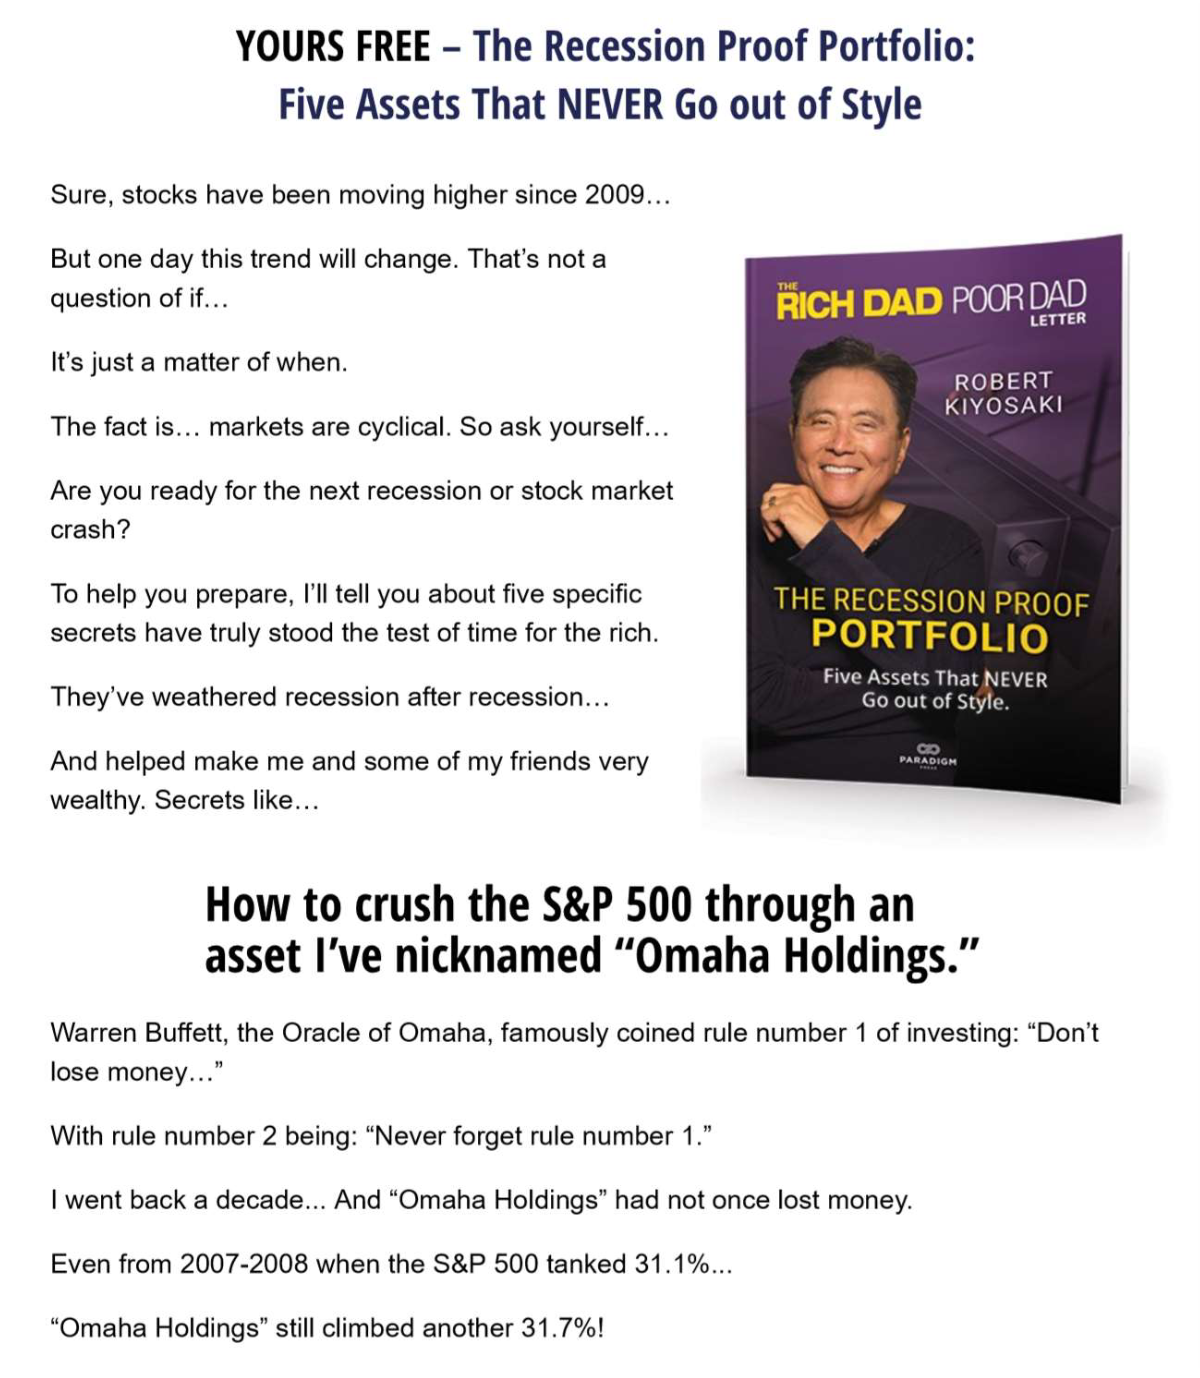 YOURS FREE – The Recession Proof Portfolio:
Five Assets That NEVER Go out of Style
Sure, stocks have been moving higher since 2009…
But one day this trend will change. That’s not a
question of if…
It’s just a matter of when.
The fact is… markets are cyclical. So ask yourself…
Are you ready for the next recession or stock market
crash?
To help you prepare, I’ll tell you about five specific
secrets have truly stood the test of time for the rich.
They’ve weathered recession after recession…
And helped make me and some of my friends very
wealthy. Secrets like…
THE
RICH DAD POOR DAD
LETTER
ROBERT
KIYOSAKI
THE RECESSION PROOF
PORTFOLIO
Five Assets That NEVER
Go out of Style.
PARADIGM
How to crush the S&P 500 through an
asset I’ve nicknamed “Omaha Holdings.”
Warren Buffett, the Oracle of Omaha, famously coined rule number 1 of investing: “Don’t
lose money…”
With rule number 2 being: “Never forget rule number 1.”
I went back a decade... And “Omaha Holdings” had not once lost money.
Even from 2007-2008 when the S&P 500 tanked 31.1%...
“Omaha Holdings” still climbed another 31.7%!